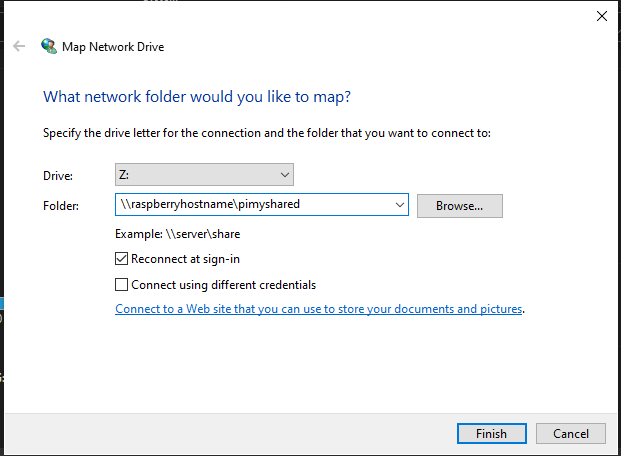 Map Network Drive
What network folder would you like to map?
Specify the drive letter for the connection and the folder that you want to connect to:
Drive: Z:
Folder: \\raspberryhostname\pimyshared Browse...
Example: \\server\share
Reconnect at sign-in
Connect using different credentials
Connect to a Web site that you can use to store your documents and pictures.
Finish Cancel